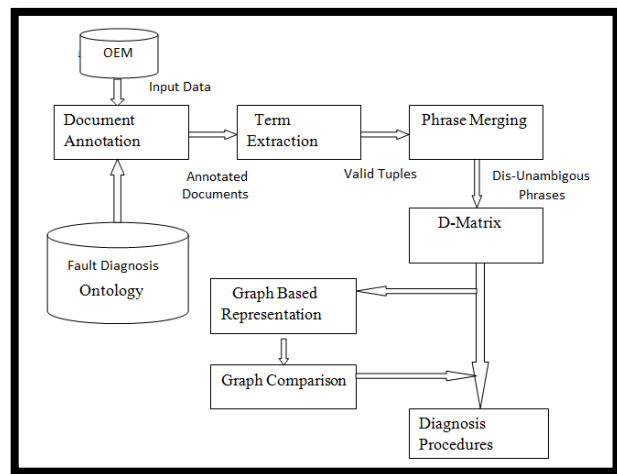 OEM
Input Data
Document
Annotation
Term
Extraction
Phrase Merging
Annotated
Documents
Valid Tuples
Dis-Unambigous
Phrases
D-Matrix
Fault Diagnosis
Ontology
Graph Based
Representation
Graph Comparison
Diagnosis
Procedures